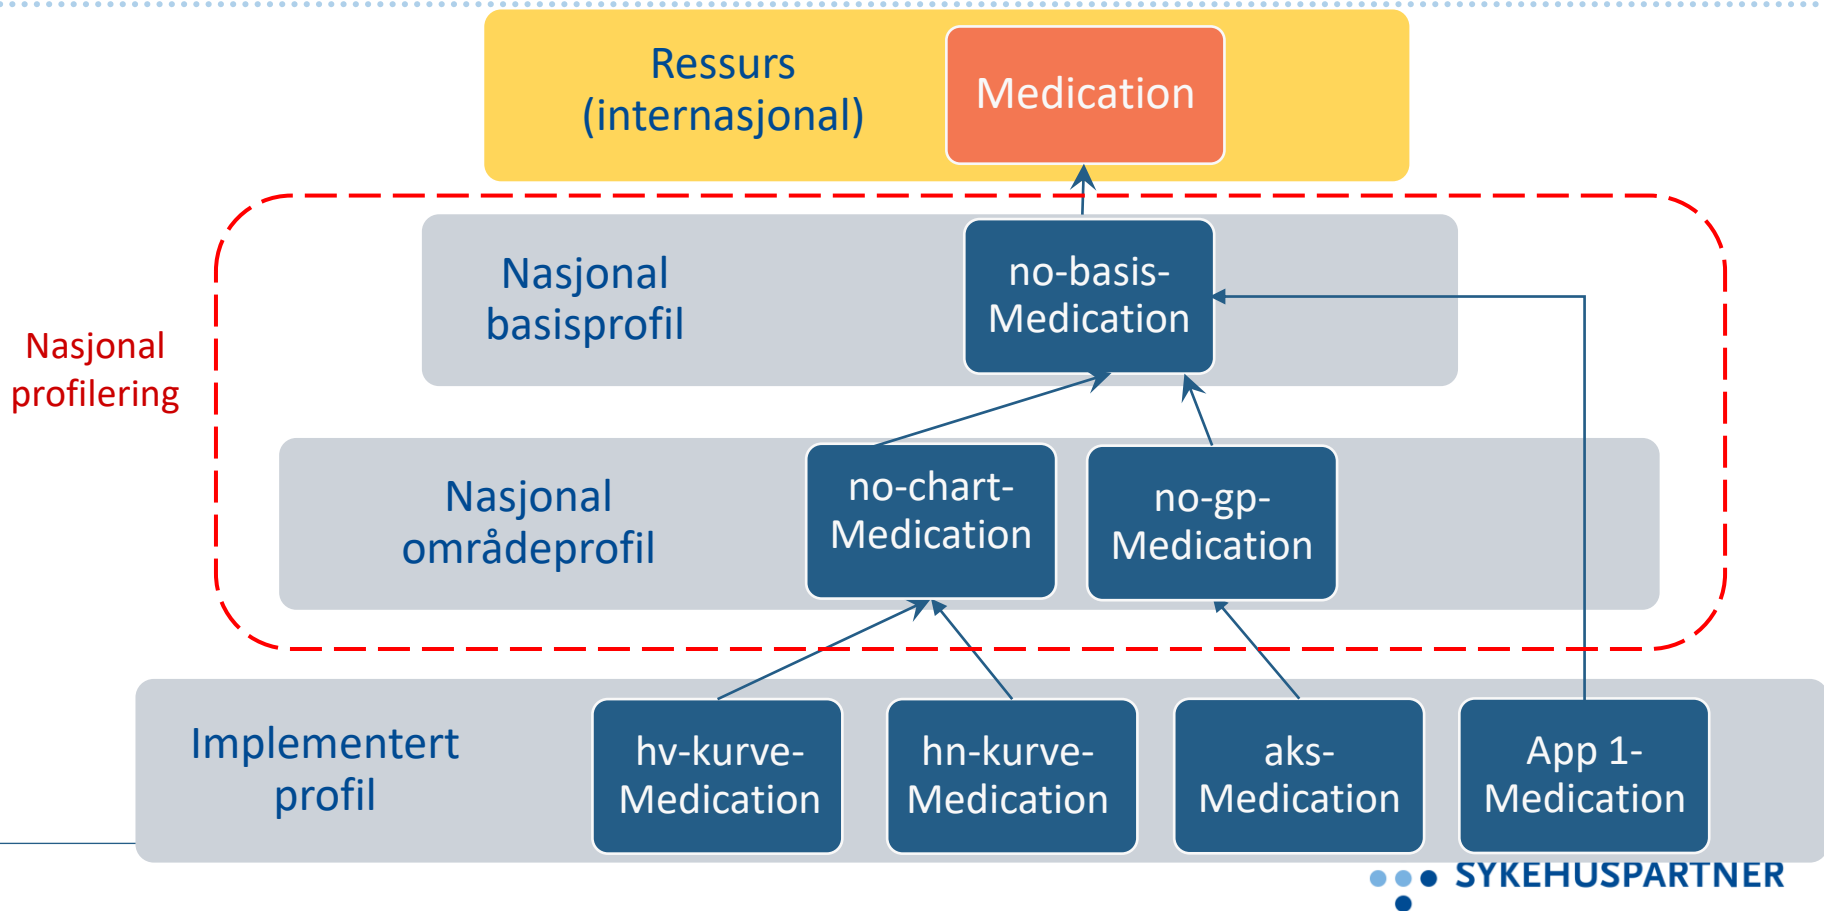 Ressurs
(internasjonal)
Medication
Nasjonal
profilering
Nasjonal
basisprofil
no-basis-
Medication
Nasjonal
områdeprofil
no-chart-
Medication
no-gp-
Medication
Implementert
profil
hv-kurve-
Medication
hn-kurve-
Medication
aks-
Medication
App 1-
Medication
SYKEHUSPARTNER